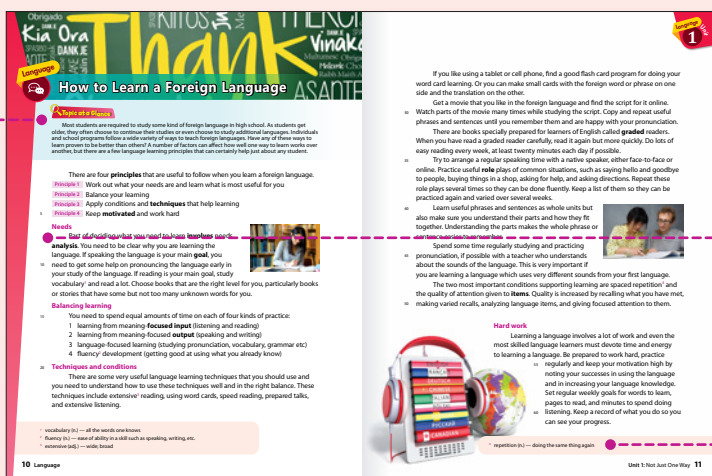 Obrigado
Kia Ora
DANK JE
KIITOS
Thank
Vinaka
ASANTE
Language
How to Learn a Foreign Language
Topic at a Glance
Most students are required to study some kind of foreign language in high school. As students get
older, they often choose to continue their studies or even choose to study additional languages. Individuals
and school programs follow a wide variety of ways to teach foreign languages. Have any of these ways to
learn proven to be better than others? A number of factors can affect how well one way to learn works over
another, but there are a few language learning principles that can certainly help just about any student.
There are four principles that are useful to follow when you learn a foreign language.
Principle 1 Work out what your needs are and learn what is most useful for you
Principle 2 Balance your learning
Principle 3 Apply conditions and techniques that help learning
5 Principle 4 Keep motivated and work hard
Needs
Part of deciding what you need to learn involves needs
analysis. You need to be clear why you are learning the
language. If speaking the language is your main goal, you
10 need to get some help on pronouncing the language early in
your study of the language. If reading is your main goal, study
vocabulary¹ and read a lot. Choose books that are the right level for you, particularly books
or stories that have some but not too many unknown words for you.
Balancing learning
15 You need to spend equal amounts of time on each of four kinds of practice:
1 learning from meaning-focused input (listening and reading)
2 learning from meaning-focused output (speaking and writing)
3 language-focused learning (studying pronunciation, vocabulary, grammar etc)
4 fluency² development (getting good at using what you already know)
20 Techniques and conditions
There are some very useful language learning techniques that you should use and
you need to understand how to use these techniques well and in the right balance. These
techniques include extensive³ reading, using word cards, speed reading, prepared talks,
and extensive listening.
¹ vocabulary (n.) — all the words one knows
² fluency (n.) — ease of ability in a skill such as speaking, writing, etc.
³ extensive (adj.) — wide; broad
10 Language
Language
Unit
1
If you like using a tablet or cell phone, find a good flash card program for doing your
word card learning. Or you can make small cards with the foreign word or phrase on one
side and the translation on the other.
Get a movie that you like in the foreign language and find the script for it online.
30 Watch parts of the movie many times while studying the script. Copy and repeat useful
phrases and sentences until you remember them and are happy with your pronunciation.
There are books specially prepared for learners of English called graded readers.
When you have read a graded reader carefully, read it again but more quickly. Do lots of
easy reading every week, at least twenty minutes each day if possible.
35 Try to arrange a regular speaking time with a native speaker, either face-to-face or
online. Practice useful role plays of common situations, such as saying hello and goodbye
to people, buying things in a shop, asking for help, and asking directions. Repeat these
role plays several times so they can be done fluently. Keep a list of them so they can be
practiced again and varied over several weeks.
40 Learn useful phrases and sentences as whole units but
also make sure you understand their parts and how they fit
together. Understanding the parts makes the whole phrase or
sentence easier to remember.
Spend some time regularly studying and practicing
45 pronunciation, if possible with a teacher who understands
about the sounds of the language. This is very important if
you are learning a language which uses very different sounds from your first language.
The two most important conditions supporting learning are spaced repetition⁴ and
the quality of attention given to items. Quality is increased by recalling what you have met,
50 making varied recalls, analyzing language items, and giving focused attention to them.
Hard work
Learning a language involves a lot of work and even the
most skilled language learners must devote time and energy
to learning a language. Be prepared to work hard, practice
55 regularly and keep your motivation high by
noting your successes in using the language
and in increasing your language knowledge.
Set regular weekly goals for words to learn,
pages to read, and minutes to spend doing
60 listening. Keep a record of what you do so you
can see your progress.
DEUTSCH
РУССКИЙ
CANADIAN
⁴ repetition (n.) — doing the same thing again
Unit 1: Not Just One Way 11